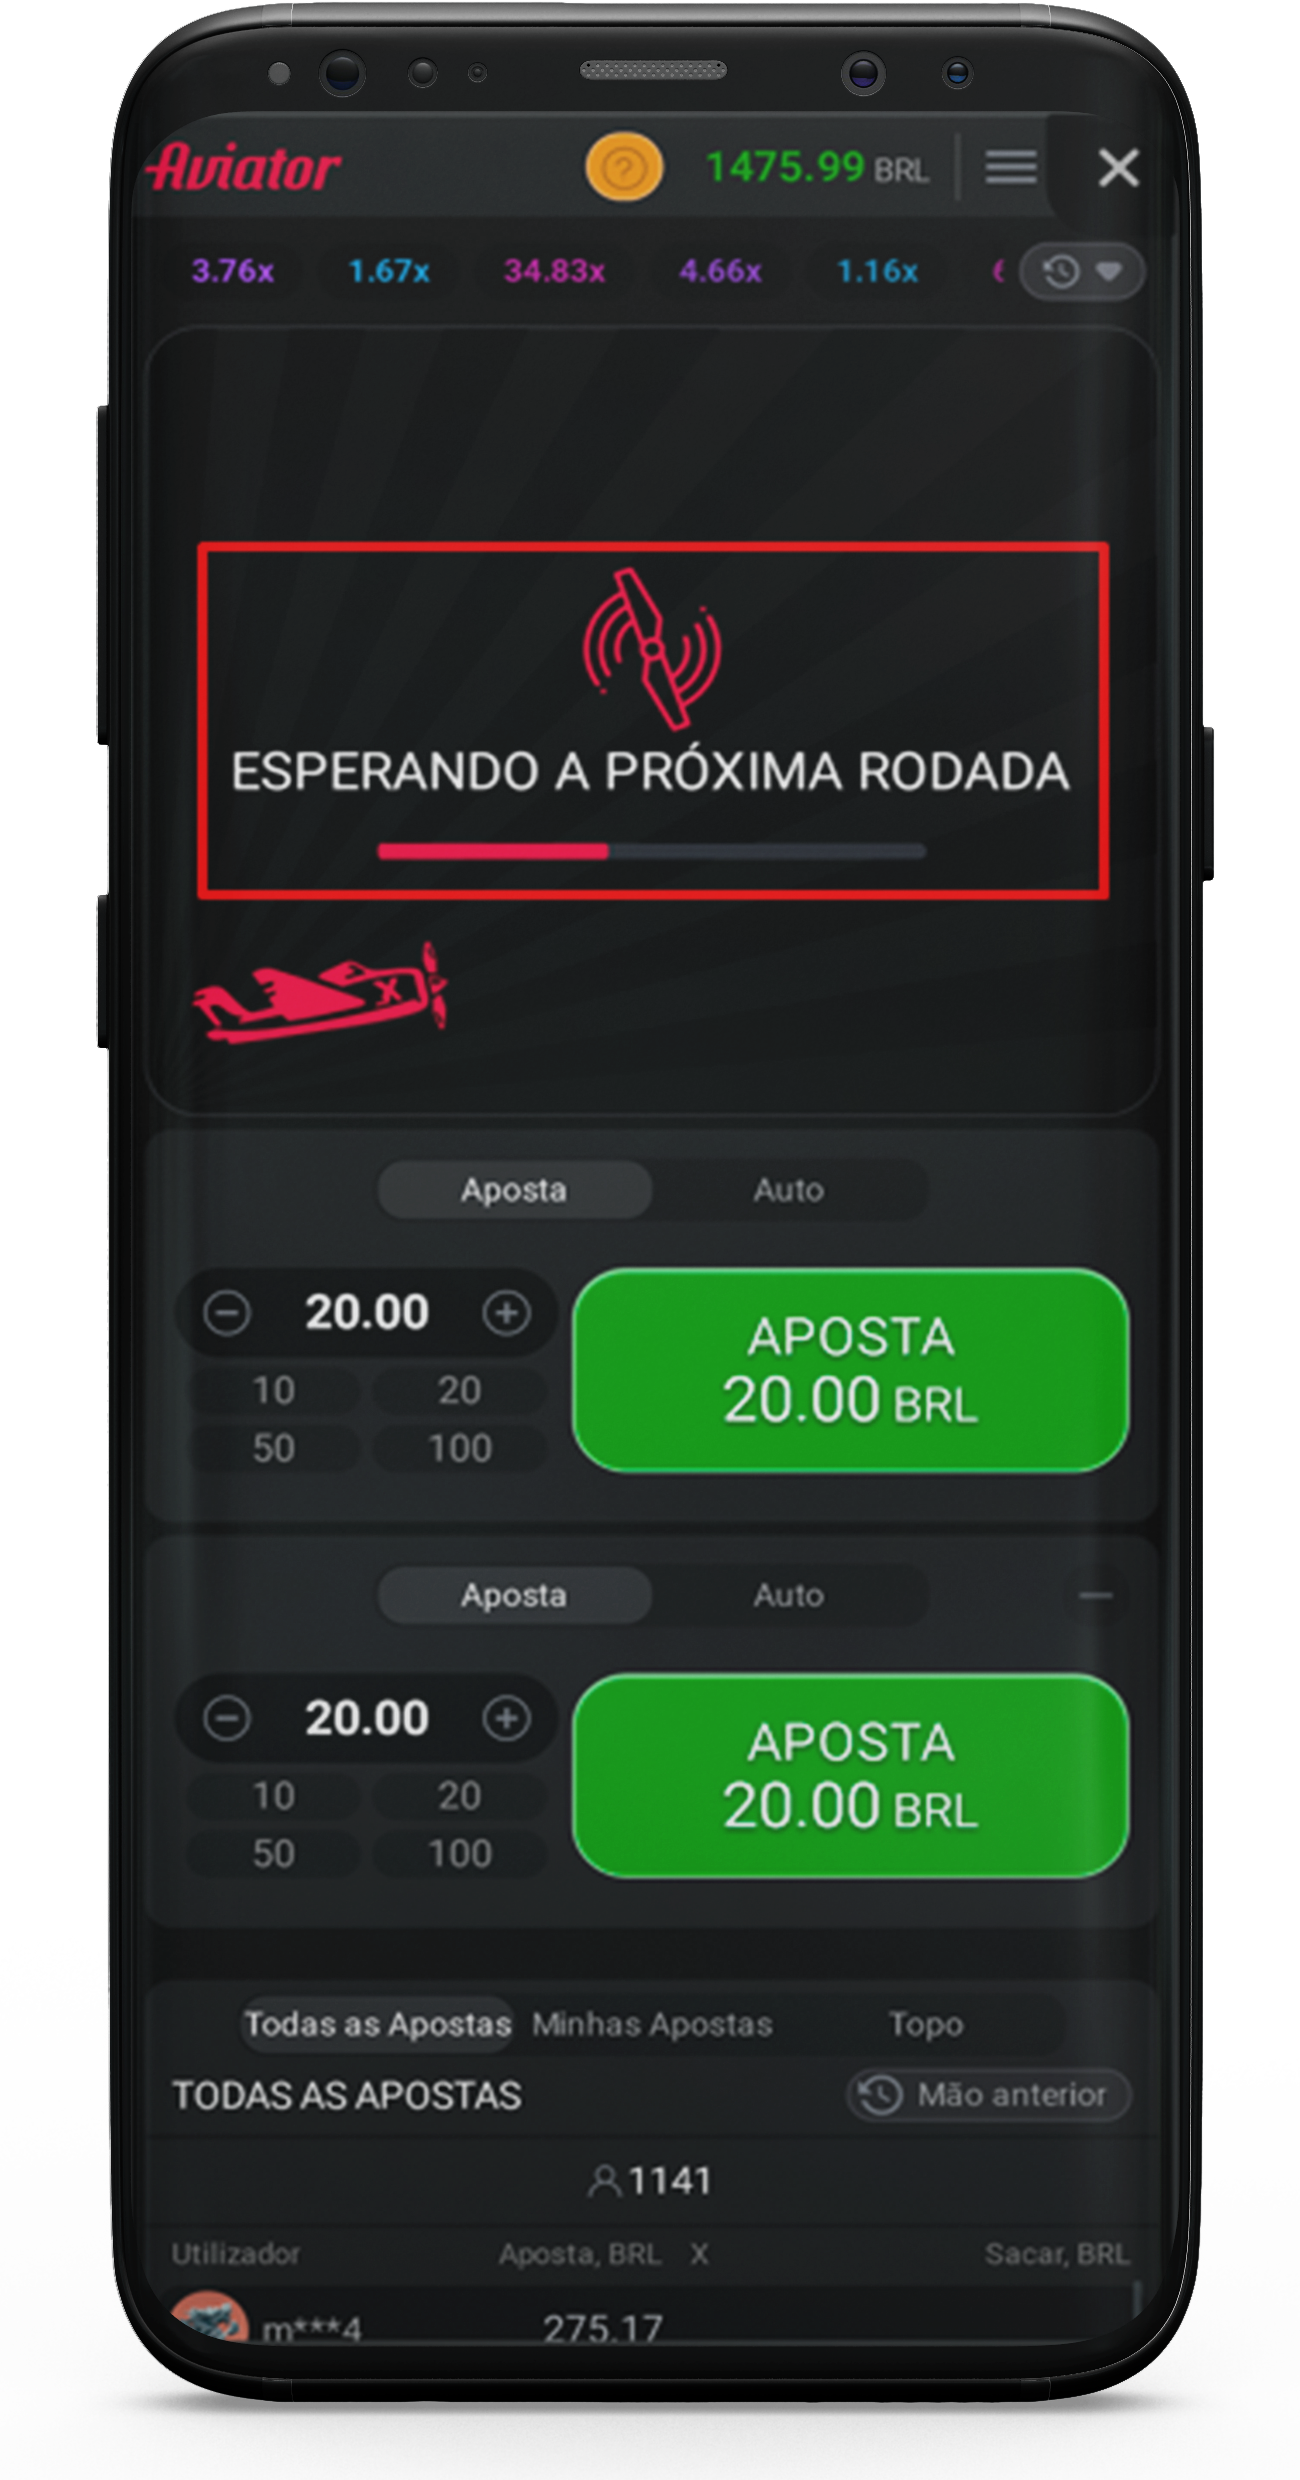 Aviator 1475.99 BRL
3.76x 1.67x 34.83x 4.66x 1.16x
ESPERANDO A PRÓXIMA RODADA
X
Aposta Auto
20.00
10 20
50 100
APOSTA
20.00 BRL
Aposta Auto
20.00
10 20
50 100
APOSTA
20.00 BRL
Todas as Apostas Minhas Apostas Topo
TODAS AS APOSTAS Mão anterior
1141
Utilizador Aposta, BRL X Sacar, BRL
m***4 275.17